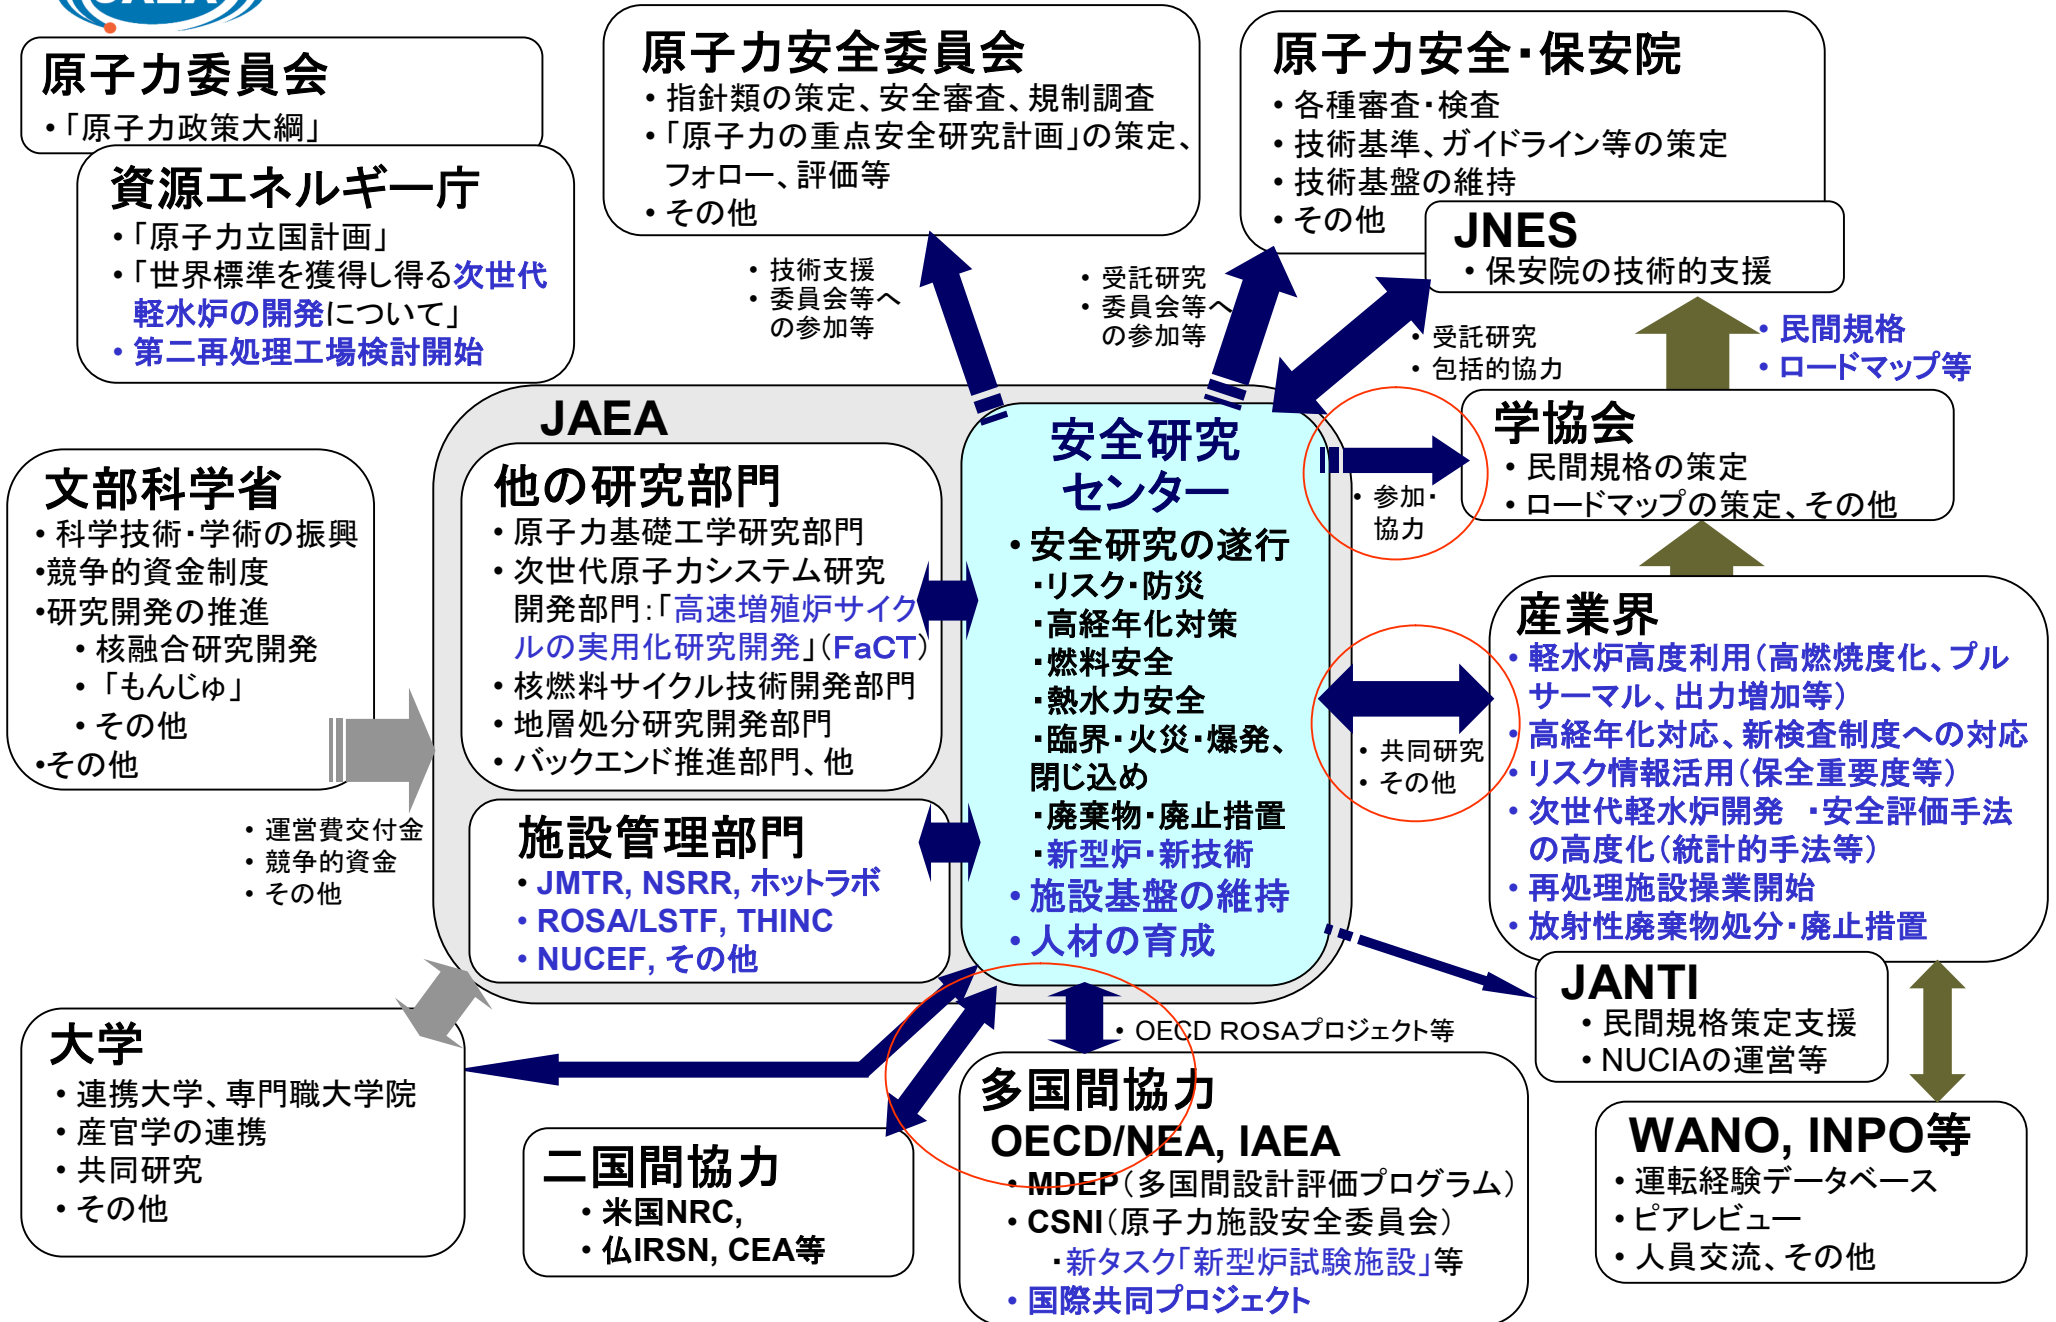 JAEA
原子力委員会
・「原子力政策大綱」
資源エネルギー庁
・「原子力立国計画」
・「世界標準を獲得し得る次世代
軽水炉の開発について」
・第二再処理工場検討開始
原子力安全委員会
・指針類の策定、安全審査、規制調査
・「原子力の重点安全研究計画」の策定、
フォロー、評価等
・その他
原子力安全・保安院
・各種審査・検査
・技術基準、ガイドライン等の策定
・技術基盤の維持
・その他
JNES
・保安院の技術的支援
・技術支援
・委員会等へ
の参加等
・受託研究
・委員会等へ
の参加等
・受託研究
・包括的協力
・民間規格
・ロードマップ等
学協会
・民間規格の策定
・ロードマップの策定、その他
・参加・
協力
文部科学省
・科学技術・学術の振興
・競争的資金制度
・研究開発の推進
・核融合研究開発
・「もんじゅ」
・その他
・その他
・運営費交付金
・競争的資金
・その他
JAEA
他の研究部門
・原子力基礎工学研究部門
・次世代原子力システム研究
開発部門：「高速増殖炉サイク
ルの実用化研究開発」（FaCT）
・核燃料サイクル技術開発部門
・地層処分研究開発部門
・バックエンド推進部門、他
施設管理部門
・JMTR, NSRR, ホットラボ
・ROSA/LSTF, THINC
・NUCEF, その他
安全研究
センター
・安全研究の遂行
・リスク・防災
・高経年化対策
・燃料安全
・熱水力安全
・臨界・火災・爆発、
閉じ込め
・廃棄物・廃止措置
・新型炉・新技術
・施設基盤の維持
・人材の育成
・共同研究
・その他
産業界
・軽水炉高度利用（高燃焼度化、プル
サーマル、出力増加等）
・高経年化対応、新検査制度への対応
・リスク情報活用（保全重要度等）
・次世代軽水炉開発 ・安全評価手法
の高度化（統計的手法等）
・再処理施設操業開始
・放射性廃棄物処分・廃止措置
JANTI
・民間規格策定支援
・NUCIAの運営等
WANO, INPO等
・運転経験データベース
・ピアレビュー
・人員交流、その他
大学
・連携大学、専門職大学院
・産官学の連携
・共同研究
・その他
二国間協力
・米国NRC,
・仏IRSN, CEA等
・OECD ROSAプロジェクト等
多国間協力
OECD/NEA, IAEA
・MDEP（多国間設計評価プログラム）
・CSNI（原子力施設安全委員会）
・新タスク「新型炉試験施設」等
・国際共同プロジェクト